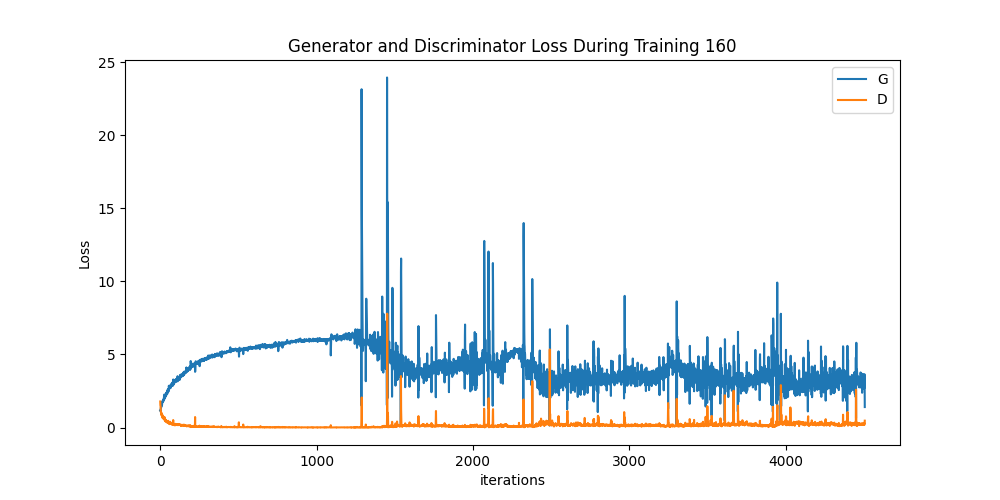 Generator and Discriminator Loss During Training 160
25
20
15
10
5
0
Loss
G
D
0 1000 2000 3000 4000
iterations